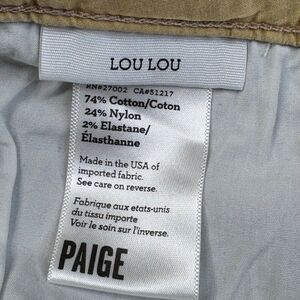 LOU LOU
RN#27002 CA#51217
74% Cotton/Coton
24% Nylon
2% Elastane/
Élasthanne
Made in the USA of
imported fabric.
See care on reverse.
Fabrique aux etats-unis
du tissu importe
Voir le soin sur l'inverse.
PAIGE